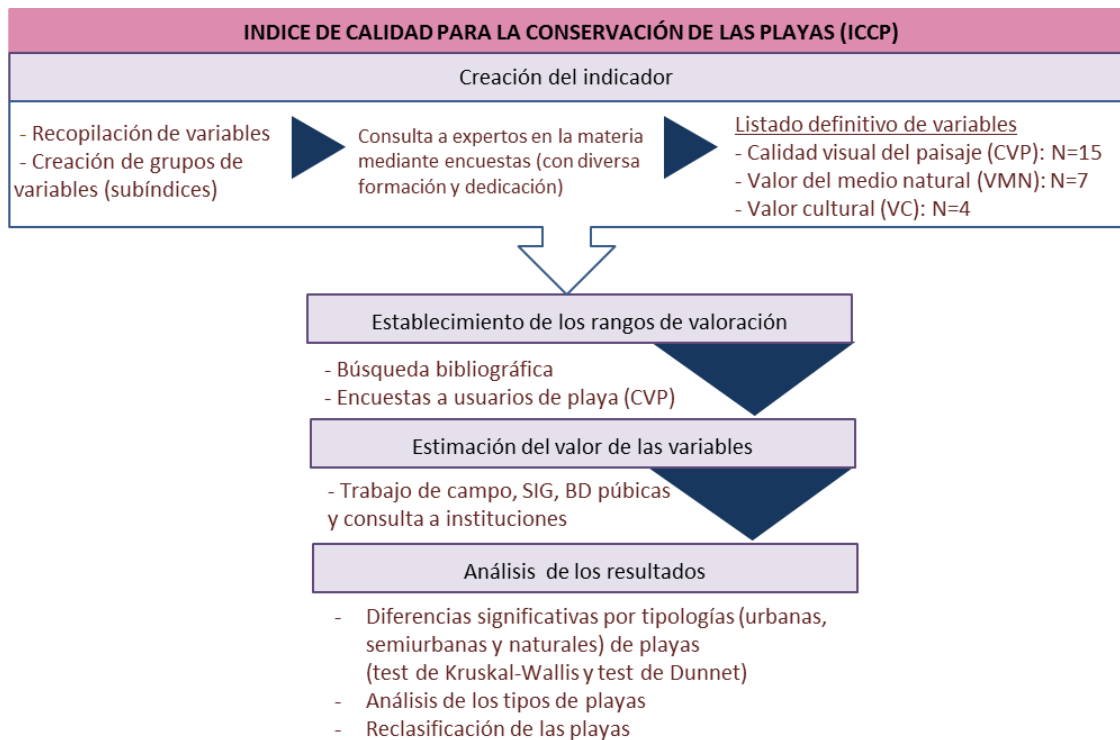 INDICE DE CALIDAD PARA LA CONSERVACIÓN DE LAS PLAYAS (ICCP)
Creación del indicador
- Recopilación de variables
- Creación de grupos de
variables (subíndices)
Consulta a expertos en la materia
mediante encuestas (con diversa
formación y dedicación)
Listado definitivo de variables
- Calidad visual del paisaje (CVP): N=15
- Valor del medio natural (VMN): N=7
- Valor cultural (VC): N=4
Establecimiento de los rangos de valoración
- Búsqueda bibliográfica
- Encuestas a usuarios de playa (CVP)
Estimación del valor de las variables
- Trabajo de campo, SIG, BD púbicas
y consulta a instituciones
Análisis de los resultados
- Diferencias significativas por tipologías (urbanas,
semiurbanas y naturales) de playas
(test de Kruskal-Wallis y test de Dunnet)
- Análisis de los tipos de playas
- Reclasificación de las playas